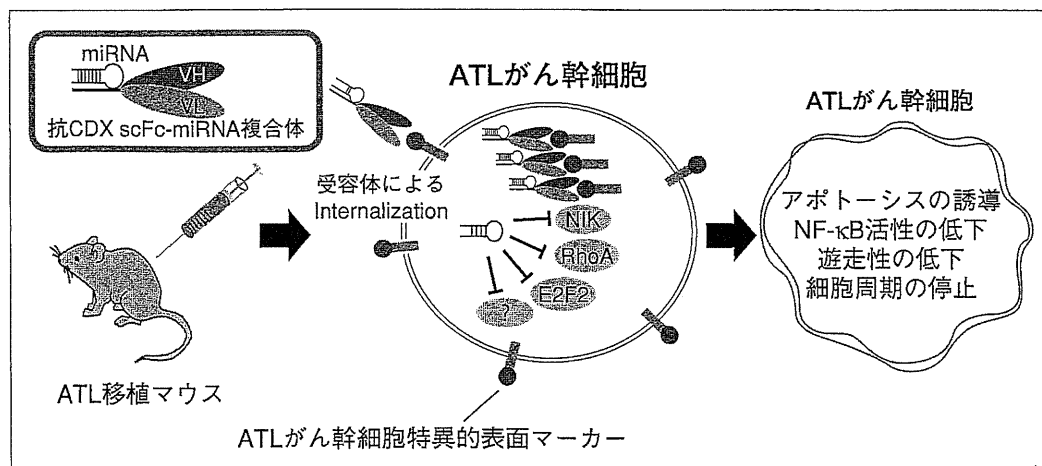 miRNA
VH
VL
抗CDX scFc-miRNA複合体
ATL移植マウス
受容体による
Internalization
ATLがん幹細胞
NIK
RhoA
E2F2
?
ATLがん幹細胞特異的表面マーカー
ATLがん幹細胞
アポトーシスの誘導
NF-κB活性の低下
遊走性の低下
細胞周期の停止